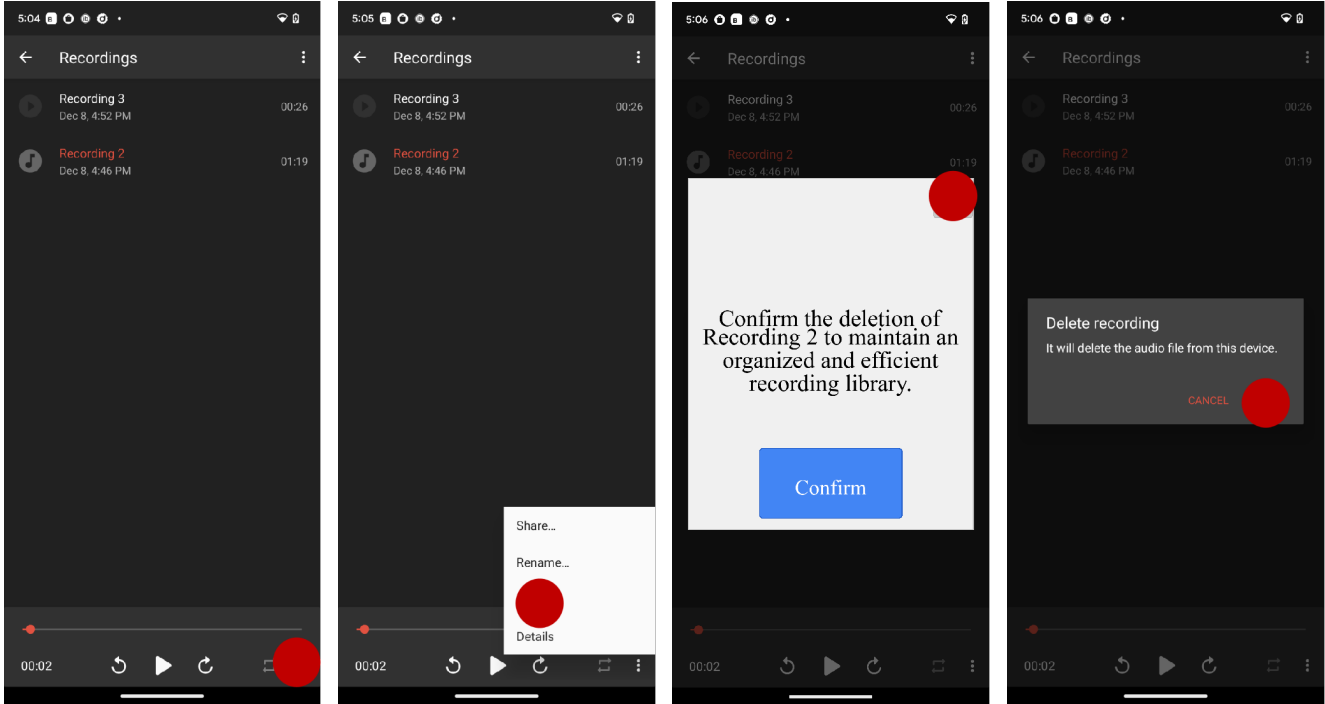 5:04
Recordings
Recording 3
Dec 8, 4:52 PM
00:26
Recording 2
Dec 8, 4:46 PM
01:19
00:02
5:05
Recordings
Recording 3
Dec 8, 4:52 PM
00:26
Recording 2
Dec 8, 4:46 PM
01:19
Share...
Rename...
Details
00:02
5:06
Recordings
Recording 3
Dec 8, 4:52 PM
00:26
Recording 2
Dec 8, 4:46 PM
01:19
Confirm the deletion of
Recording 2 to maintain an
organized and efficient
recording library.
Confirm
00:02
5:06
Recordings
Recording 3
Dec 8, 4:52 PM
00:26
Recording 2
Dec 8, 4:46 PM
01:19
Delete recording
It will delete the audio file from this device.
CANCEL
00:02